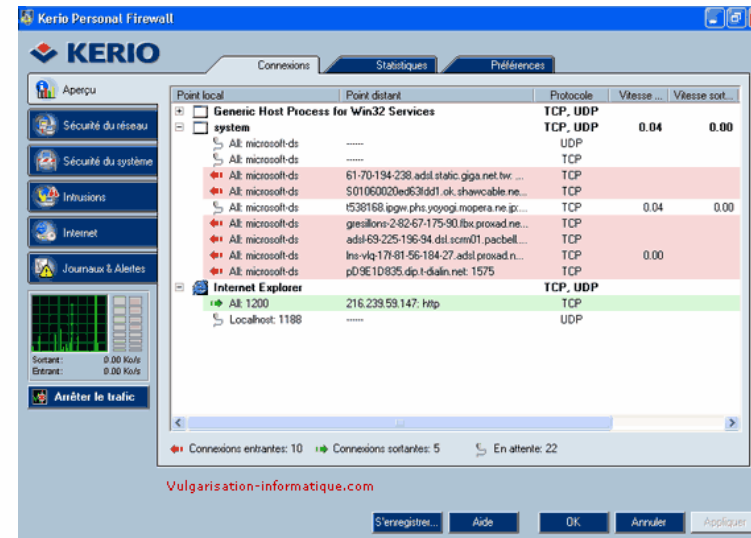 Kerio Personal Firewall
KERIO
Connexions Statistiques Préférences
Aperçu
Sécurité du réseau
Sécurité du système
Intrusions
Internet
Journaux & Alertes
Sortant: 0.00 Ko/s
Entrant: 0.00 Ko/s
Arrêter le trafic
Point local Point distant Protocole Vitesse ... Vitesse sort...
Generic Host Process for Win32 Services TCP, UDP
system TCP, UDP 0.04 0.00
All: microsoft-ds ------ UDP
All: microsoft-ds ------ TCP
All: microsoft-ds 61-70-194-238.adsl.static.giga.net.tw: ... TCP
All: microsoft-ds S01060020ed63fdd1.ok.shawcable.ne... TCP
All: microsoft-ds t538168.ipgw.phs.yoyogi.mopera.ne.jp:... TCP 0.04 0.00
All: microsoft-ds gresillons-2-82-67-175-90.fbx.proxad.ne... TCP
All: microsoft-ds adsl-69-225-196-94.dsl.scrm01.pacbell.... TCP
All: microsoft-ds lns-vlq-17f-81-56-184-27.adsl.proxad.n... TCP 0.00
All: microsoft-ds pD9E1D835.dip.t-dialin.net: 1575 TCP
Internet Explorer TCP, UDP
All: 1200 216.239.59.147: http TCP
Localhost: 1188 ------ UDP
Connexions entrantes: 10 Connexions sortantes: 5 En attente: 22
Vulgarisation-informatique.com
S'enregistrer... Aide OK Annuler Appliquer